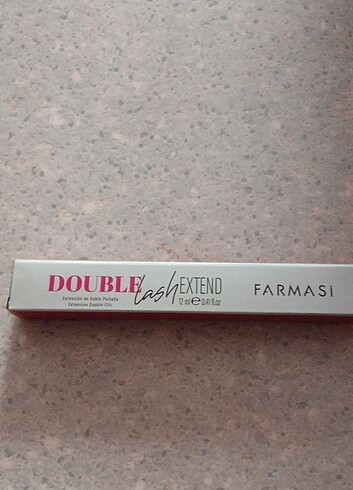 DOUBLE Lash EXTEND
12 ml ℮ 0.41 fl.oz
Extensión de Doble Pestaña
Extension Double Cils
FARMASi